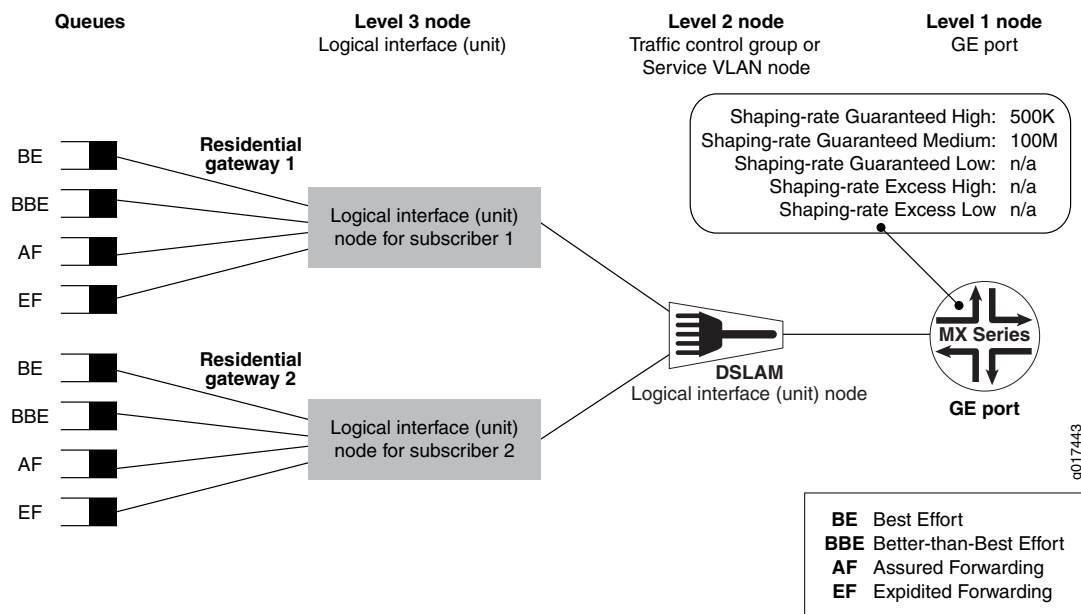 Queues
Level 3 node
Logical interface (unit)
Level 2 node
Traffic control group or
Service VLAN node
Level 1 node
GE port
Shaping-rate Guaranteed High: 500K
Shaping-rate Guaranteed Medium: 100M
Shaping-rate Guaranteed Low: n/a
Shaping-rate Excess High: n/a
Shaping-rate Excess Low n/a
BE
BBE
AF
EF
Residential
gateway 1
Logical interface (unit)
node for subscriber 1
BE
BBE
AF
EF
Residential
gateway 2
Logical interface (unit)
node for subscriber 2
DSLAM
Logical interface (unit) node
MX Series
GE port
g017443
BE Best Effort
BBE Better-than-Best Effort
AF Assured Forwarding
EF Expidited Forwarding